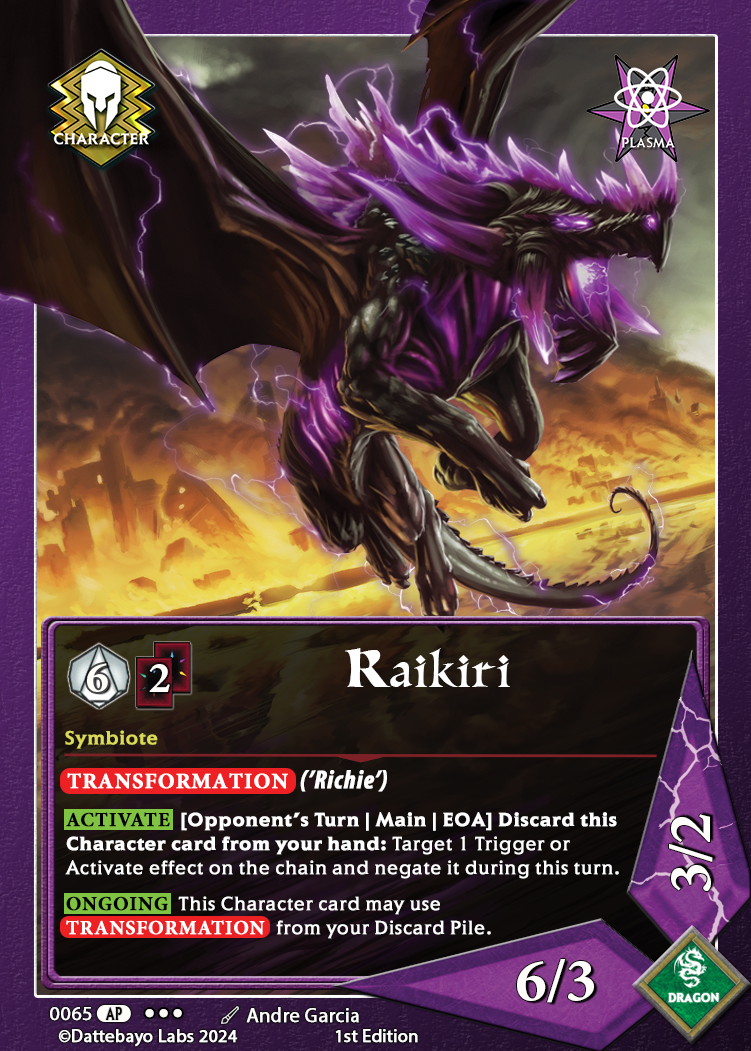 CHARACTER
PLASMA
6
2
Raikiri
Symbiote
TRANSFORMATION ('Richie')
ACTIVATE [Opponent's Turn | Main | EOA] Discard this
Character card from your hand: Target 1 Trigger or
Activate effect on the chain and negate it during this turn.
ONGOING This Character card may use
TRANSFORMATION from your Discard Pile.
3/2
6/3
DRAGON
0065 AP ••• Andre Garcia
©Dattebayo Labs 2024 1st Edition